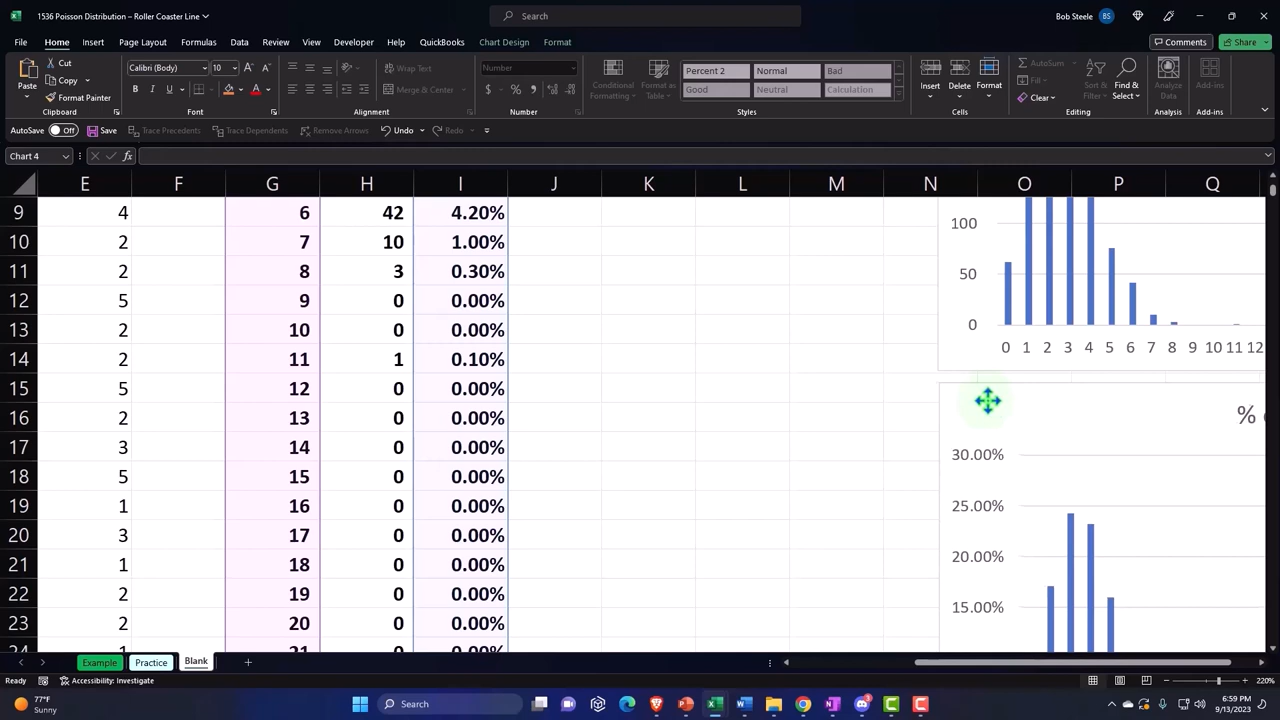 1536 Poisson Distribution – Roller Coaster Line
Search
Bob Steele
BS
File
Home
Insert
Page Layout
Formulas
Data
Review
View
Developer
Help
QuickBooks
Chart Design
Format
Comments
Share
Paste
Cut
Copy
Format Painter
Clipboard
Calibri (Body)
10
Font
Wrap Text
Merge & Center
Alignment
Number
Number
Conditional Formatting
Format as Table
Percent 2
Normal
Bad
Good
Neutral
Calculation
Styles
Insert
Delete
Format
Cells
AutoSum
Fill
Clear
Sort & Filter
Find & Select
Editing
Analyze Data
Analysis
Add-ins
Add-ins
AutoSave Off
Save
Trace Precedents
Trace Dependents
Remove Arrows
Undo
Redo
Chart 4
fx
E F G H I J K L M N O P Q
9 4 6 42 4.20%
10 2 7 10 1.00%
11 2 8 3 0.30%
12 5 9 0 0.00%
13 2 10 0 0.00%
14 2 11 1 0.10%
15 5 12 0 0.00%
16 2 13 0 0.00%
17 3 14 0 0.00%
18 5 15 0 0.00%
19 1 16 0 0.00%
20 3 17 0 0.00%
21 1 18 0 0.00%
22 2 19 0 0.00%
23 2 20 0 0.00%
24 1 21 0 0.00%
100
50
0
0 1 2 3 4 5 6 7 8 9 10 11 12
%
30.00%
25.00%
20.00%
15.00%
Example
Practice
Blank
Ready
Accessibility: Investigate
220%
77°F
Sunny
Search
6:59 PM
9/13/2023